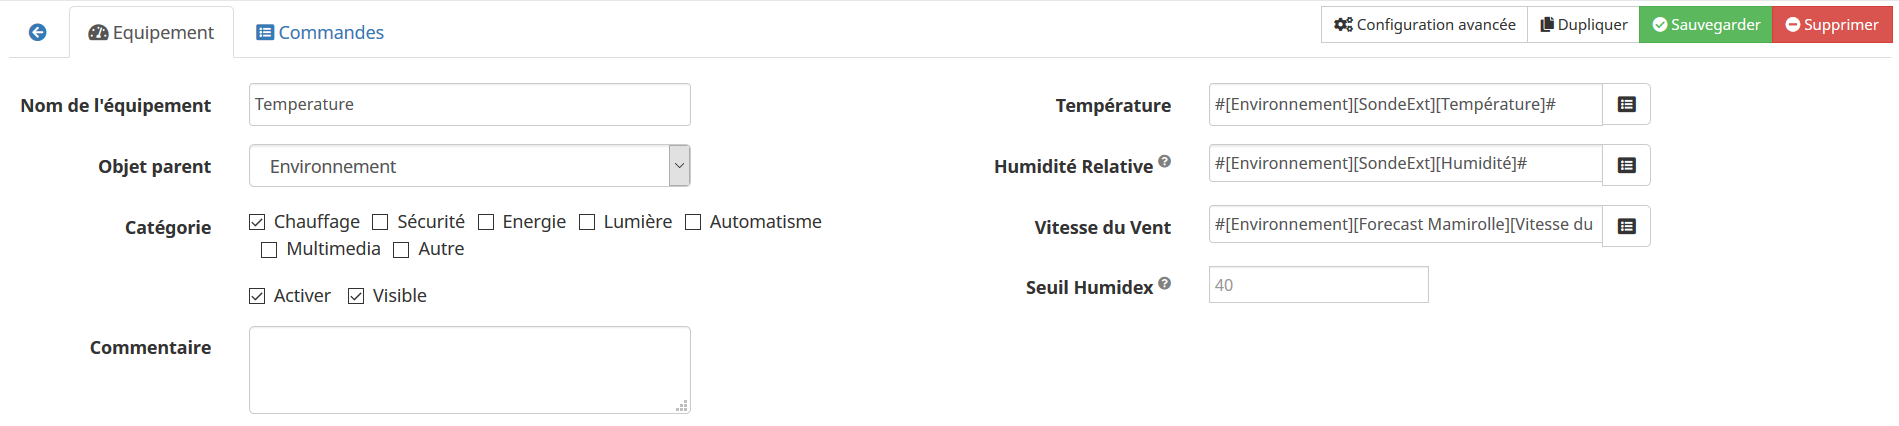 Equipement Commandes Configuration avancée Dupliquer Sauvegarder Supprimer
Nom de l'équipement Temperature
Objet parent Environnement
Catégorie Chauffage Sécurité Energie Lumière Automatisme
Multimedia Autre
Activer Visible
Commentaire
Température #[Environnement][SondeExt][Température]#
Humidité Relative ? #[Environnement][SondeExt][Humidité]#
Vitesse du Vent #[Environnement][Forecast Mamirolle][Vitesse du
Seuil Humidex ? 40